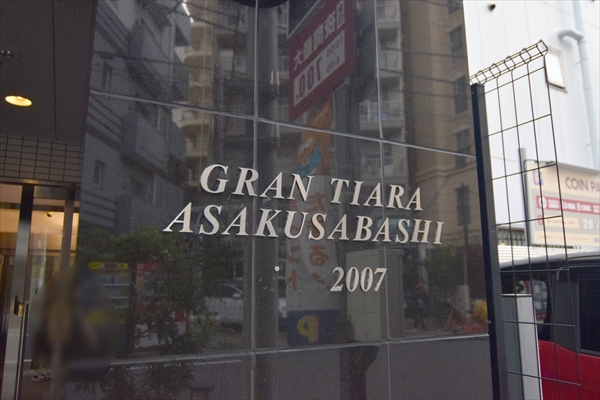 GRAN TIARA
ASAKUSABASHI
2007
COIN PA
P